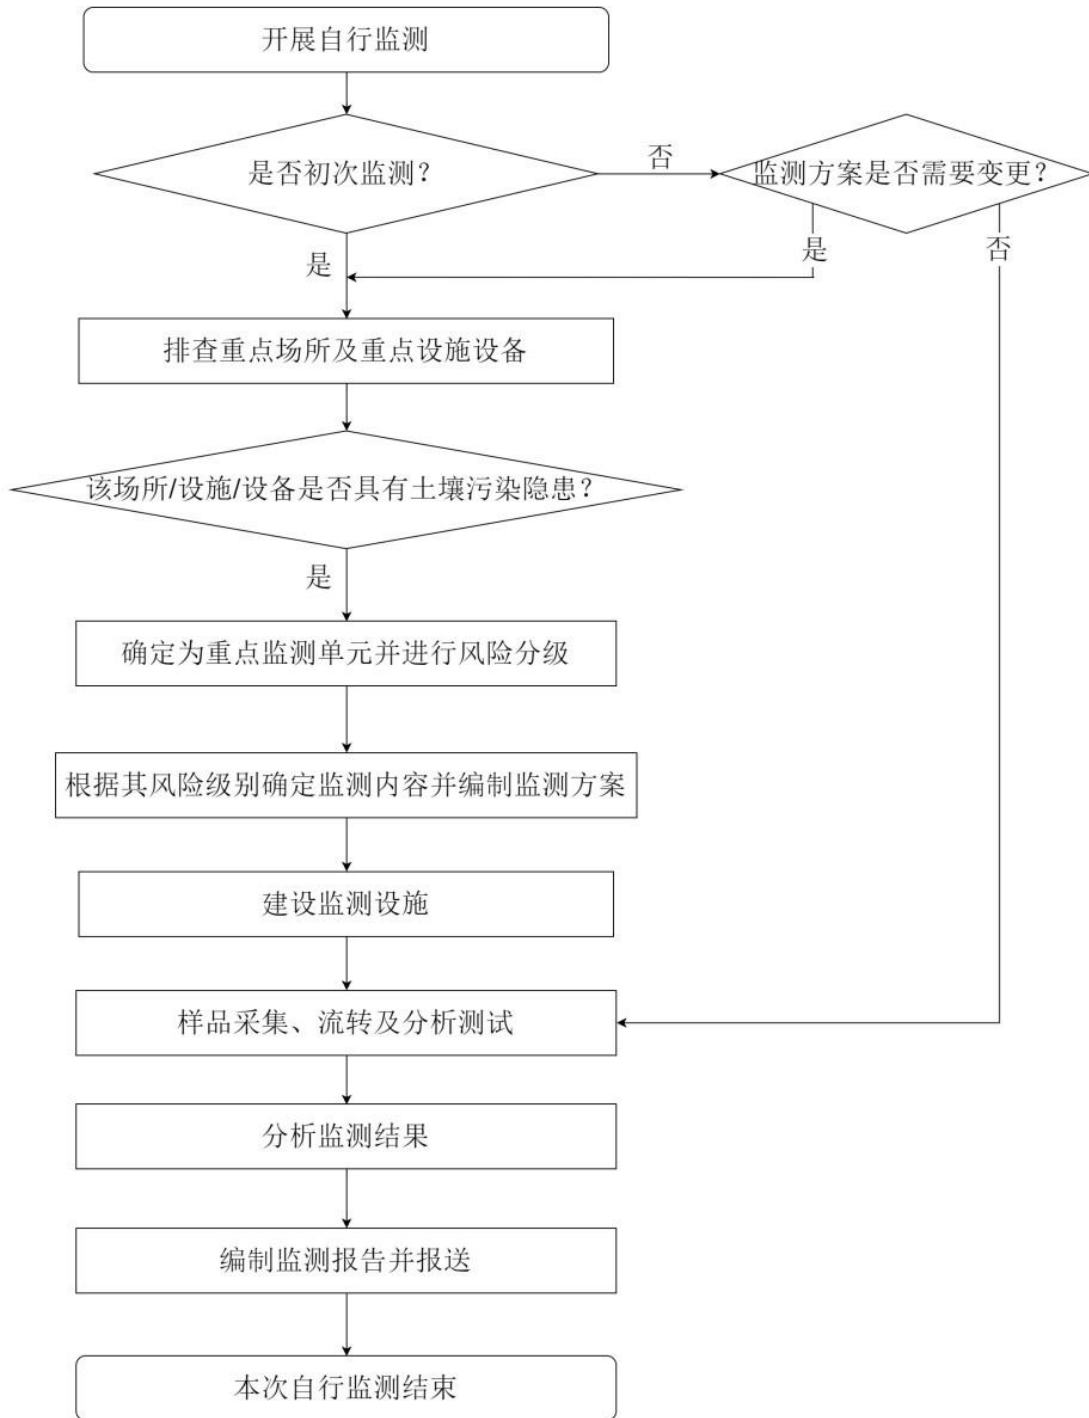 开展自行监测
是否初次监测？
否
监测方案是否需要变更？
是
是
否
排查重点场所及重点设施设备
该场所/设施/设备是否具有土壤污染隐患？
是
确定为重点监测单元并进行风险分级
根据其风险级别确定监测内容并编制监测方案
建设监测设施
样品采集、流转及分析测试
分析监测结果
编制监测报告并报送
本次自行监测结束